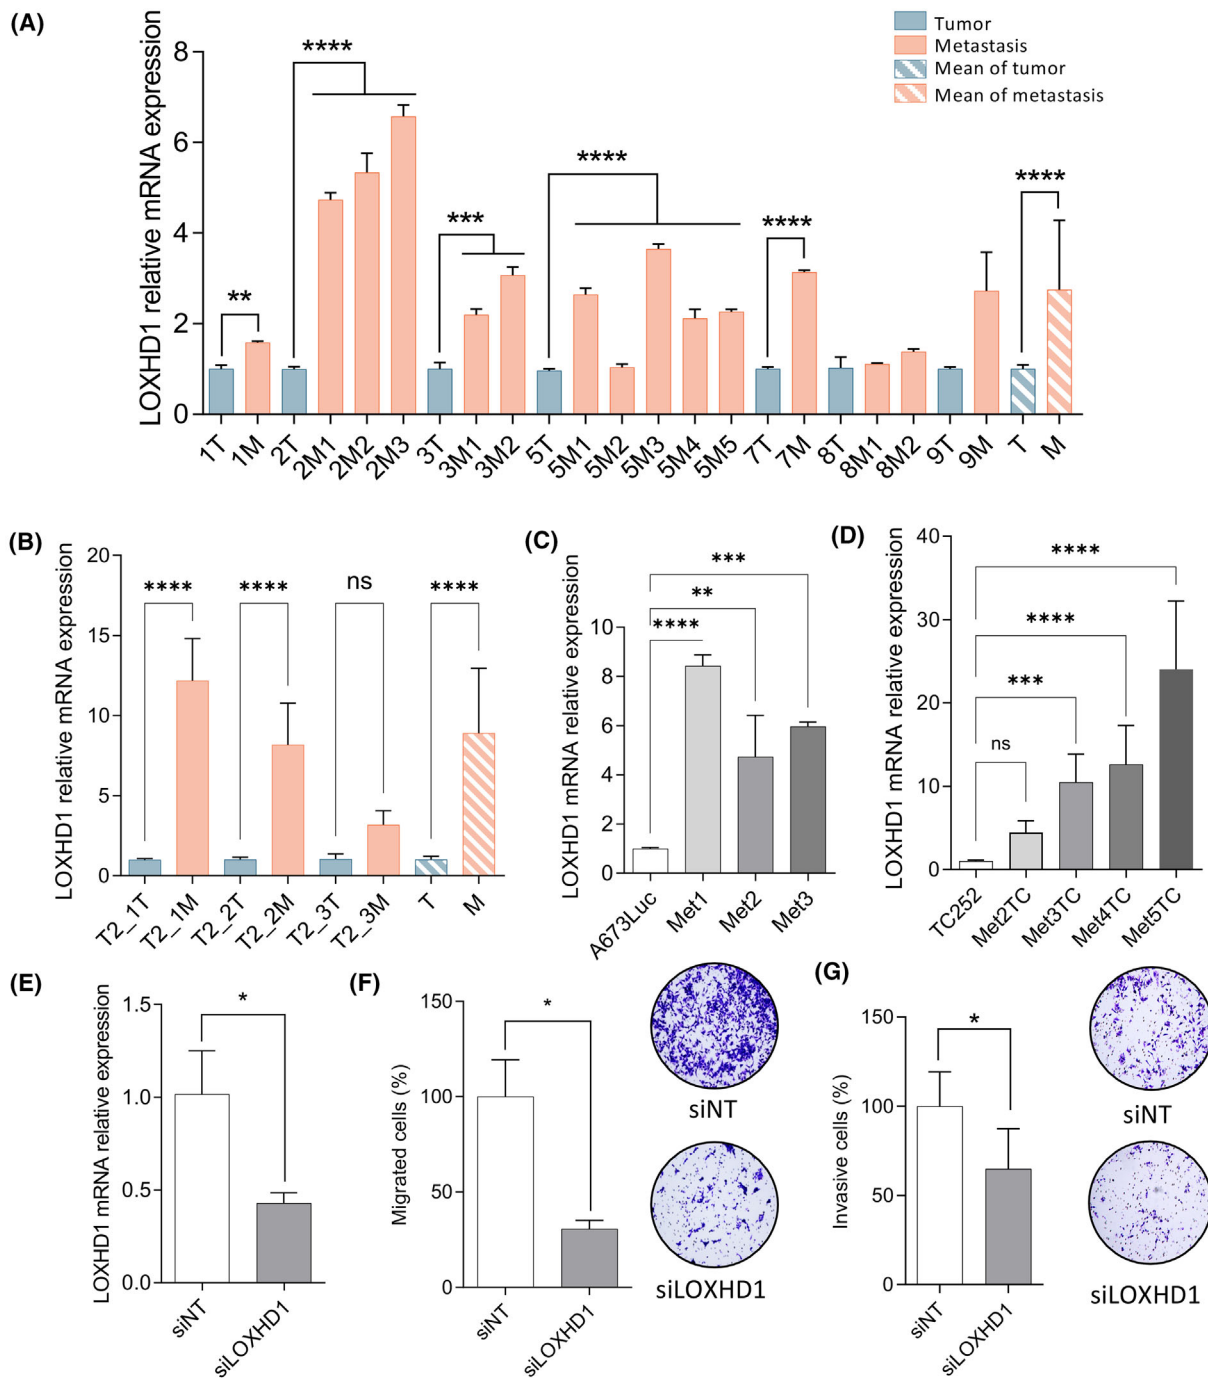 (A)
LOXHD1 relative mRNA expression
8
6
4
2
0
**
****
***
****
****
****
Tumor
Metastasis
Mean of tumor
Mean of metastasis
1T
1M
2T
2M1
2M2
2M3
3T
3M1
3M2
5T
5M1
5M2
5M3
5M4
5M5
7T
7M
8T
8M1
8M2
9T
9M
T
M
(B)
LOXHD1 relative mRNA expression
20
15
10
5
0
****
****
ns
****
T2_1T
T2_1M
T2_2T
T2_2M
T2_3T
T2_3M
T
M
(C)
LOXHD1 mRNA relative expression
10
8
6
4
2
0
***
**
****
A673Luc
Met1
Met2
Met3
(D)
LOXHD1 mRNA relative expression
40
30
20
10
0
****
****
***
ns
TC252
Met2TC
Met3TC
Met4TC
Met5TC
(E)
LOXHD1 mRNA relative expression
1.5
1.0
0.5
0.0
*
siNT
siLOXHD1
(F)
Migrated cells (%)
150
100
50
0
*
siNT
siLOXHD1
siNT
siLOXHD1
(G)
Invasive cells (%)
150
100
50
0
*
siNT
siLOXHD1
siNT
siLOXHD1